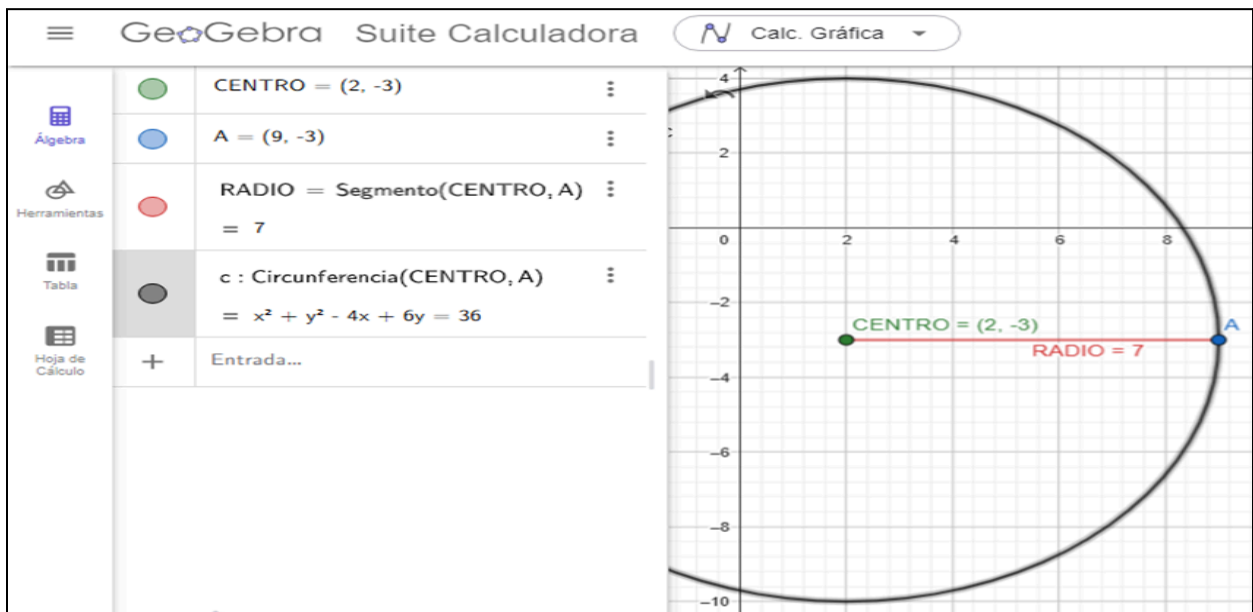 GeoGebra Suite Calculadora
Calc. Gráfica
Álgebra
Herramientas
Tabla
Hoja de
Cálculo
CENTRO = (2, -3)
A = (9, -3)
RADIO = Segmento(CENTRO, A)
= 7
c : Circunferencia(CENTRO, A)
= x² + y² - 4x + 6y = 36
+ Entrada...
4
c
2
0 2 4 6 8
–2
CENTRO = (2, -3) A
RADIO = 7
–4
–6
–8
–10